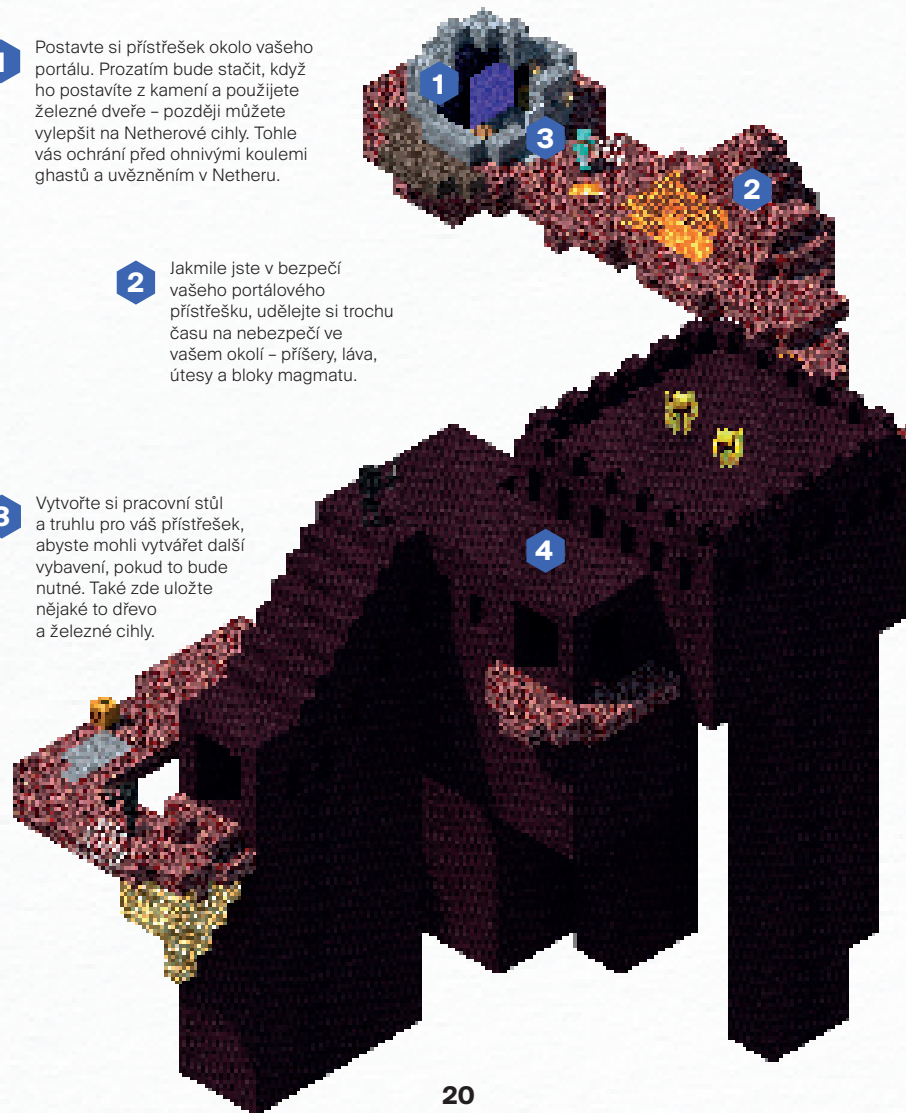 1
Postavte si přístřešek okolo vašeho
portálu. Prozatím bude stačit, když
ho postavíte z kamení a použijete
železné dveře – později můžete
vylepšit na Netherové cihly. Tohle
vás ochrání před ohnivými koulemi
ghastů a uvězněním v Netheru.
2
Jakmile jste v bezpečí
vašeho portálového
přístřešku, udělejte si trochu
času na nebezpečí ve
vašem okolí – příšery, láva,
útesy a bloky magmatu.
3
Vytvořte si pracovní stůl
a truhlu pro váš přístřešek,
abyste mohli vytvářet další
vybavení, pokud to bude
nutné. Také zde uložte
nějaké to dřevo
a železné cihly.
1
3
2
4
20